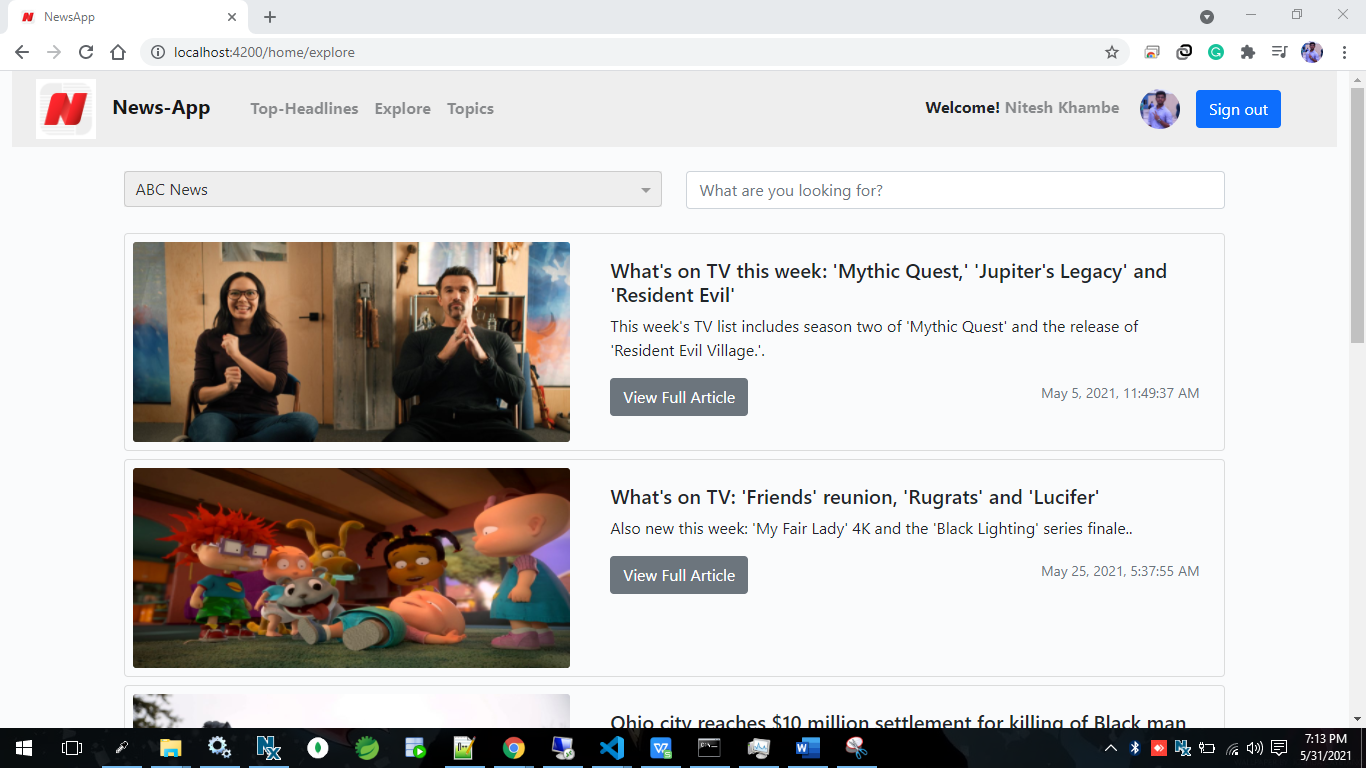 NewsApp
localhost:4200/home/explore
News-App
Top-Headlines Explore Topics
Welcome! Nitesh Khambe
Sign out
ABC News
What are you looking for?
What's on TV this week: 'Mythic Quest,' 'Jupiter's Legacy' and
'Resident Evil'
This week's TV list includes season two of 'Mythic Quest' and the release of
'Resident Evil Village.'.
View Full Article
May 5, 2021, 11:49:37 AM
What's on TV: 'Friends' reunion, 'Rugrats' and 'Lucifer'
Also new this week: 'My Fair Lady' 4K and the 'Black Lighting' series finale..
View Full Article
May 25, 2021, 5:37:55 AM
Ohio city reaches $10 million settlement for killing of Black man
7:13 PM
5/31/2021